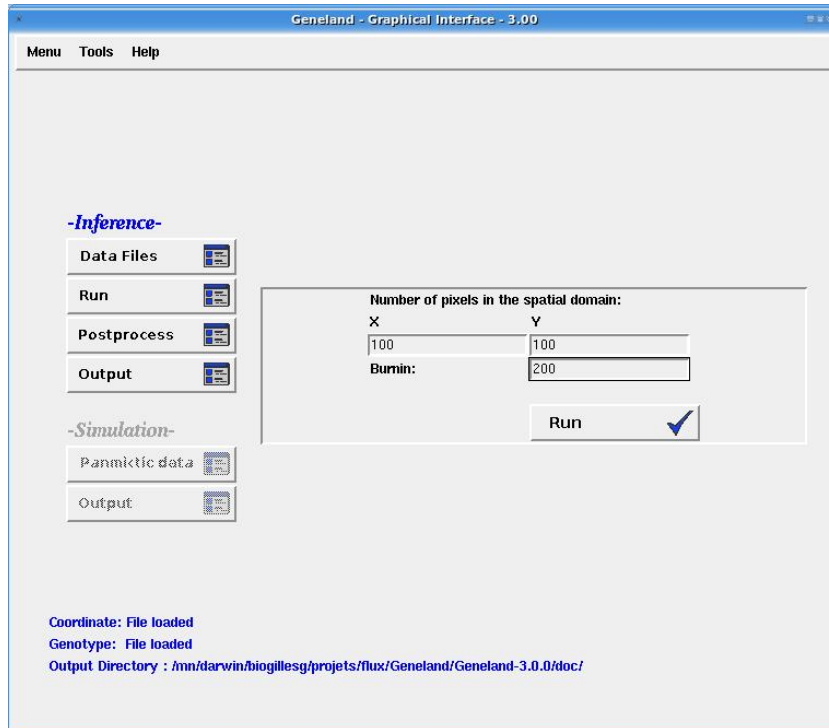 Geneland - Graphical Interface - 3.00
Menu Tools Help
-Inference-
Data Files
Run
Postprocess
Output
Number of pixels in the spatial domain:
X Y
100 100
Burnin: 200
Run
-Simulation-
Panmictic data
Output
Coordinate: File loaded
Genotype: File loaded
Output Directory : /mn/darwin/biogillesg/projets/flux/Geneland/Geneland-3.0.0/doc/